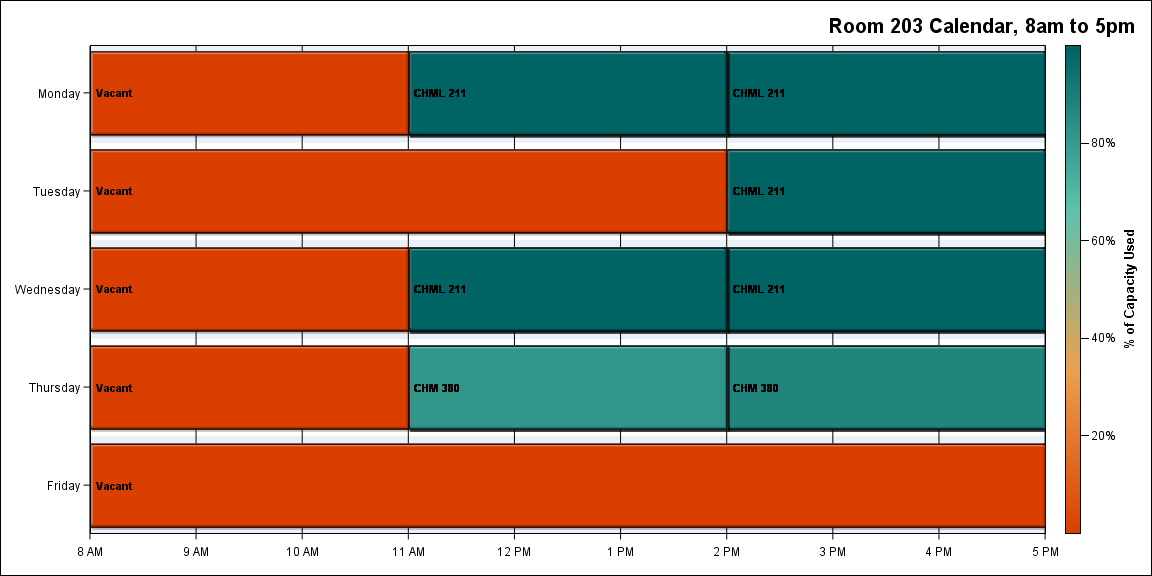 Room 203 Calendar, 8am to 5pm
Monday Vacant CHML 211 CHML 211
Tuesday Vacant CHML 211
Wednesday Vacant CHML 211 CHML 211
Thursday Vacant CHM 380 CHM 380
Friday Vacant
8 AM 9 AM 10 AM 11 AM 12 PM 1 PM 2 PM 3 PM 4 PM 5 PM
80%
60%
40%
20%
% of Capacity Used